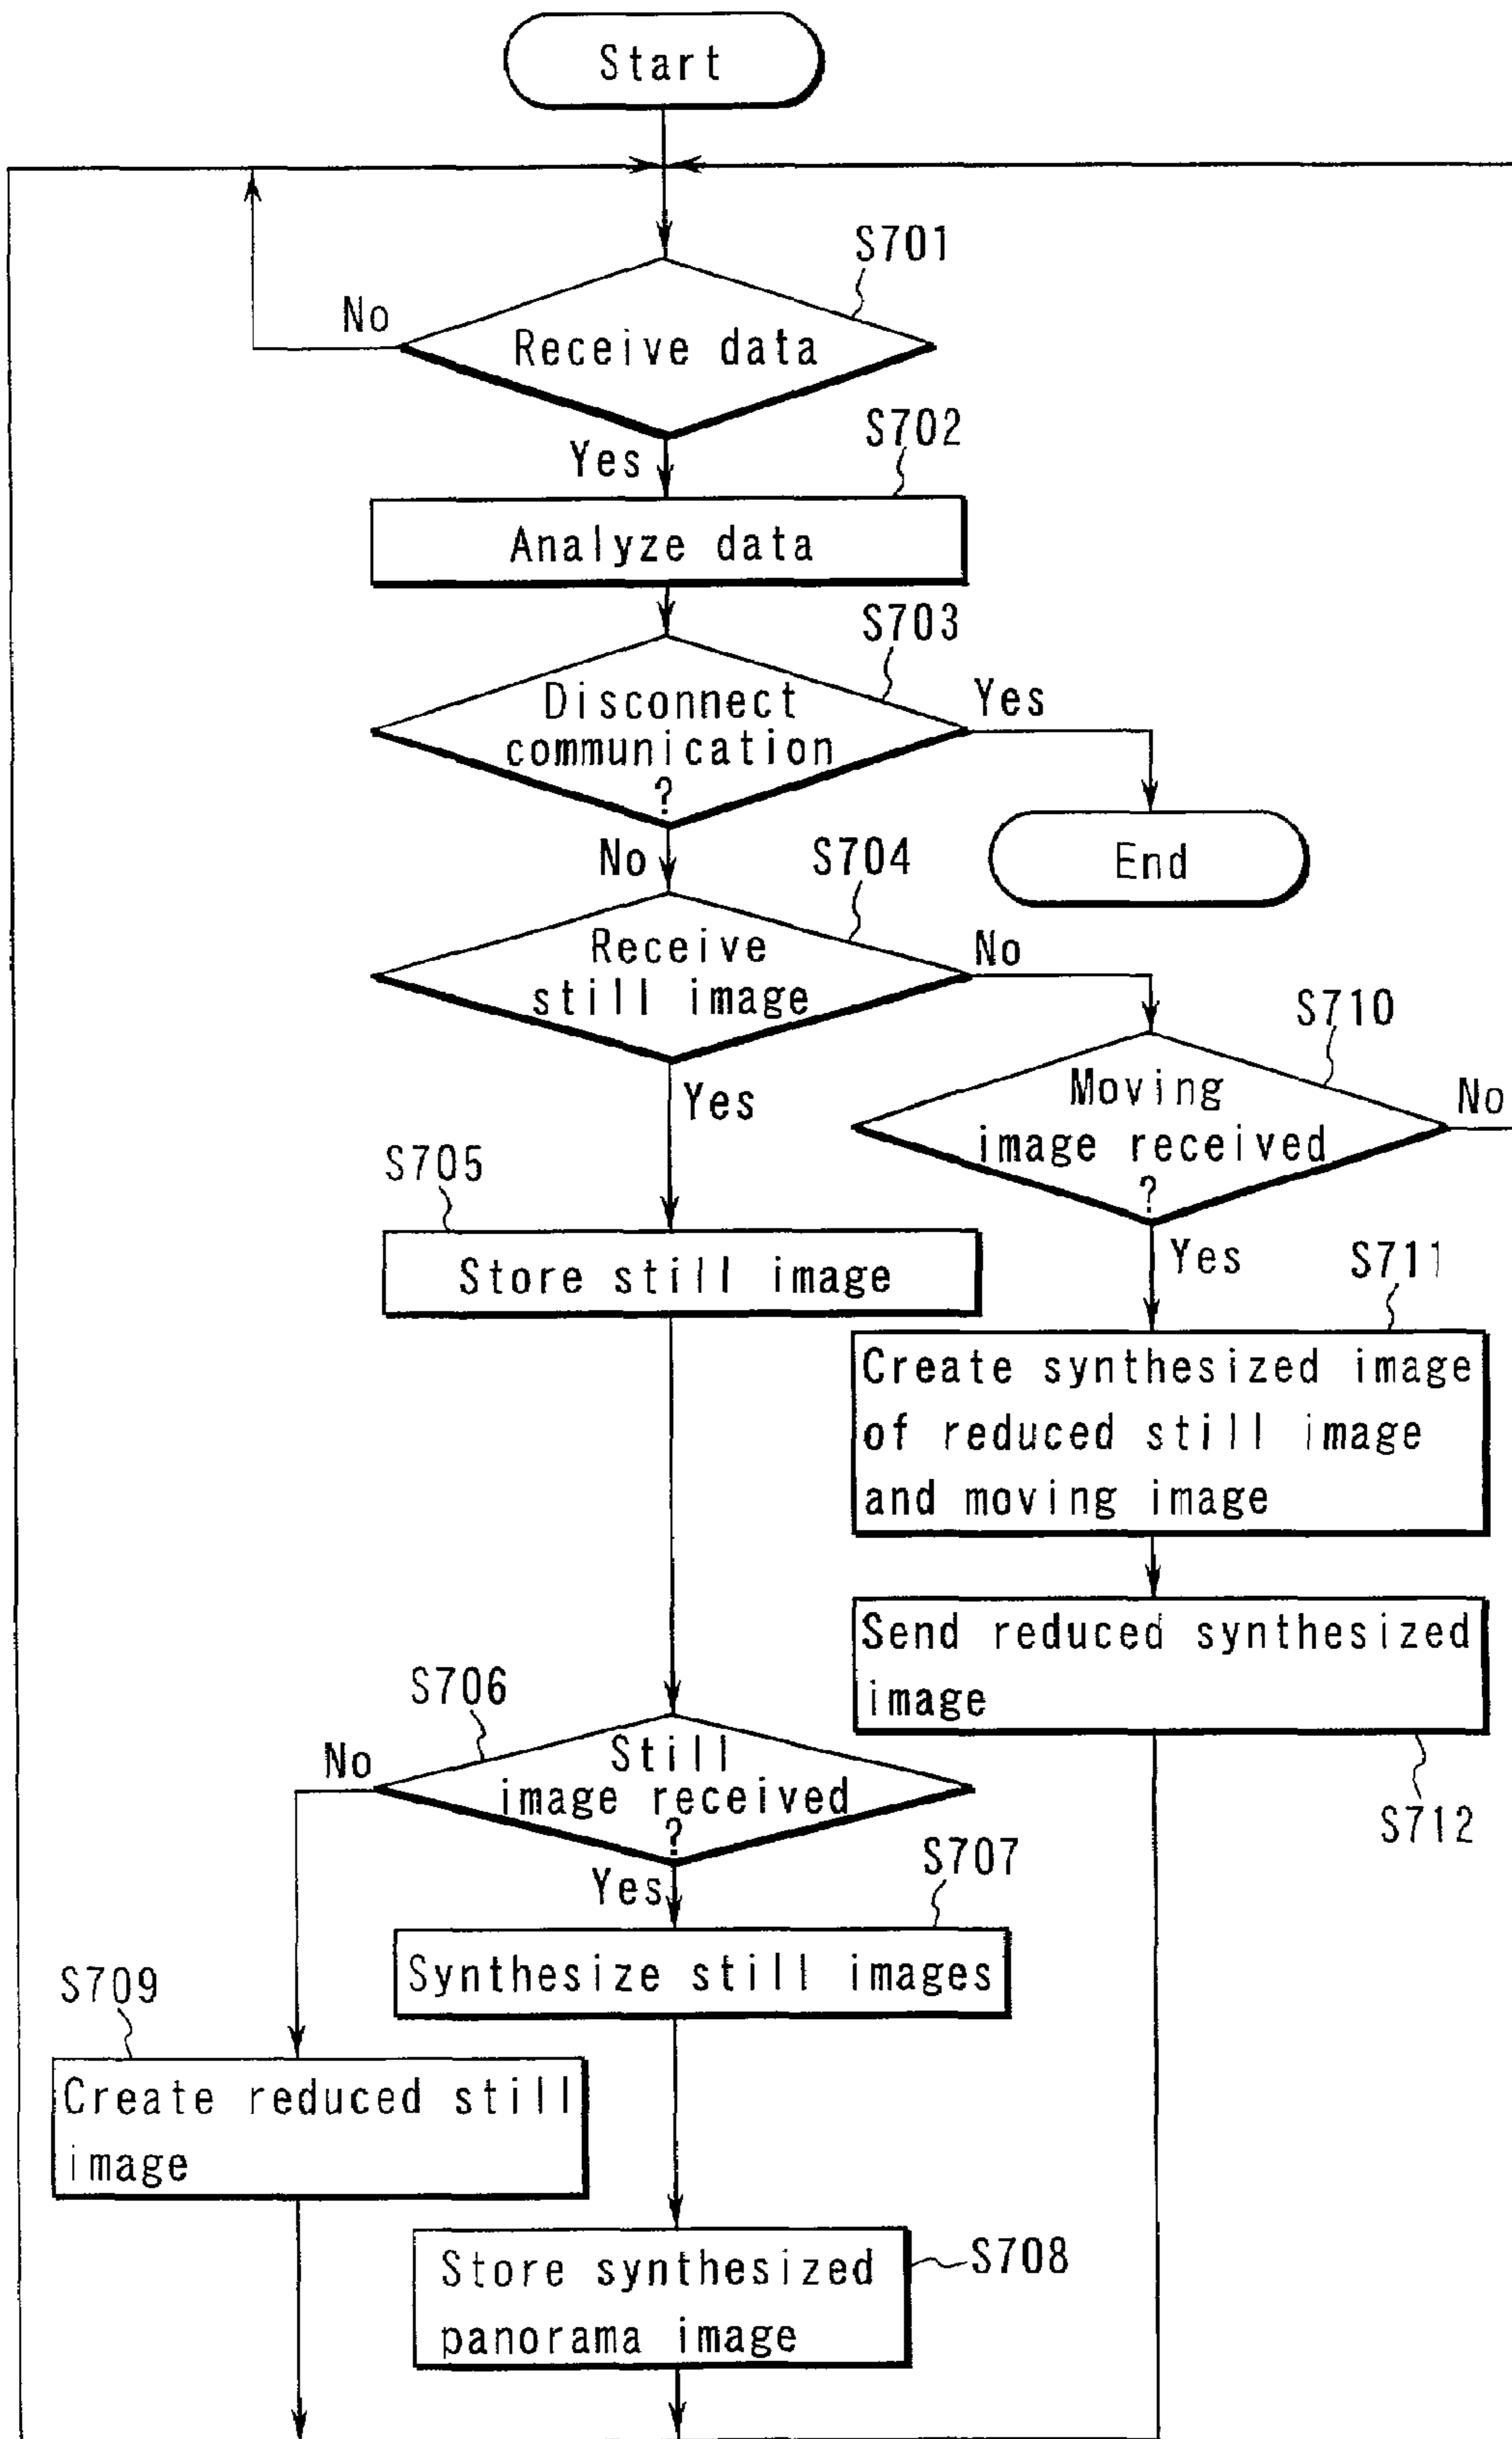 Start
S701
No
Receive data
S702
Yes
Analyze data
S703
Disconnect
communication
?
Yes
End
No
S704
Receive
still image
No
S710
Moving
image received
?
No
Yes
S705
Store still image
Yes
S711
Create synthesized image
of reduced still image
and moving image
Send reduced synthesized
image
S712
S706
No
Still
image received
?
Yes
S707
Synthesize still images
S709
Create reduced still
image
Store synthesized
panorama image
S708